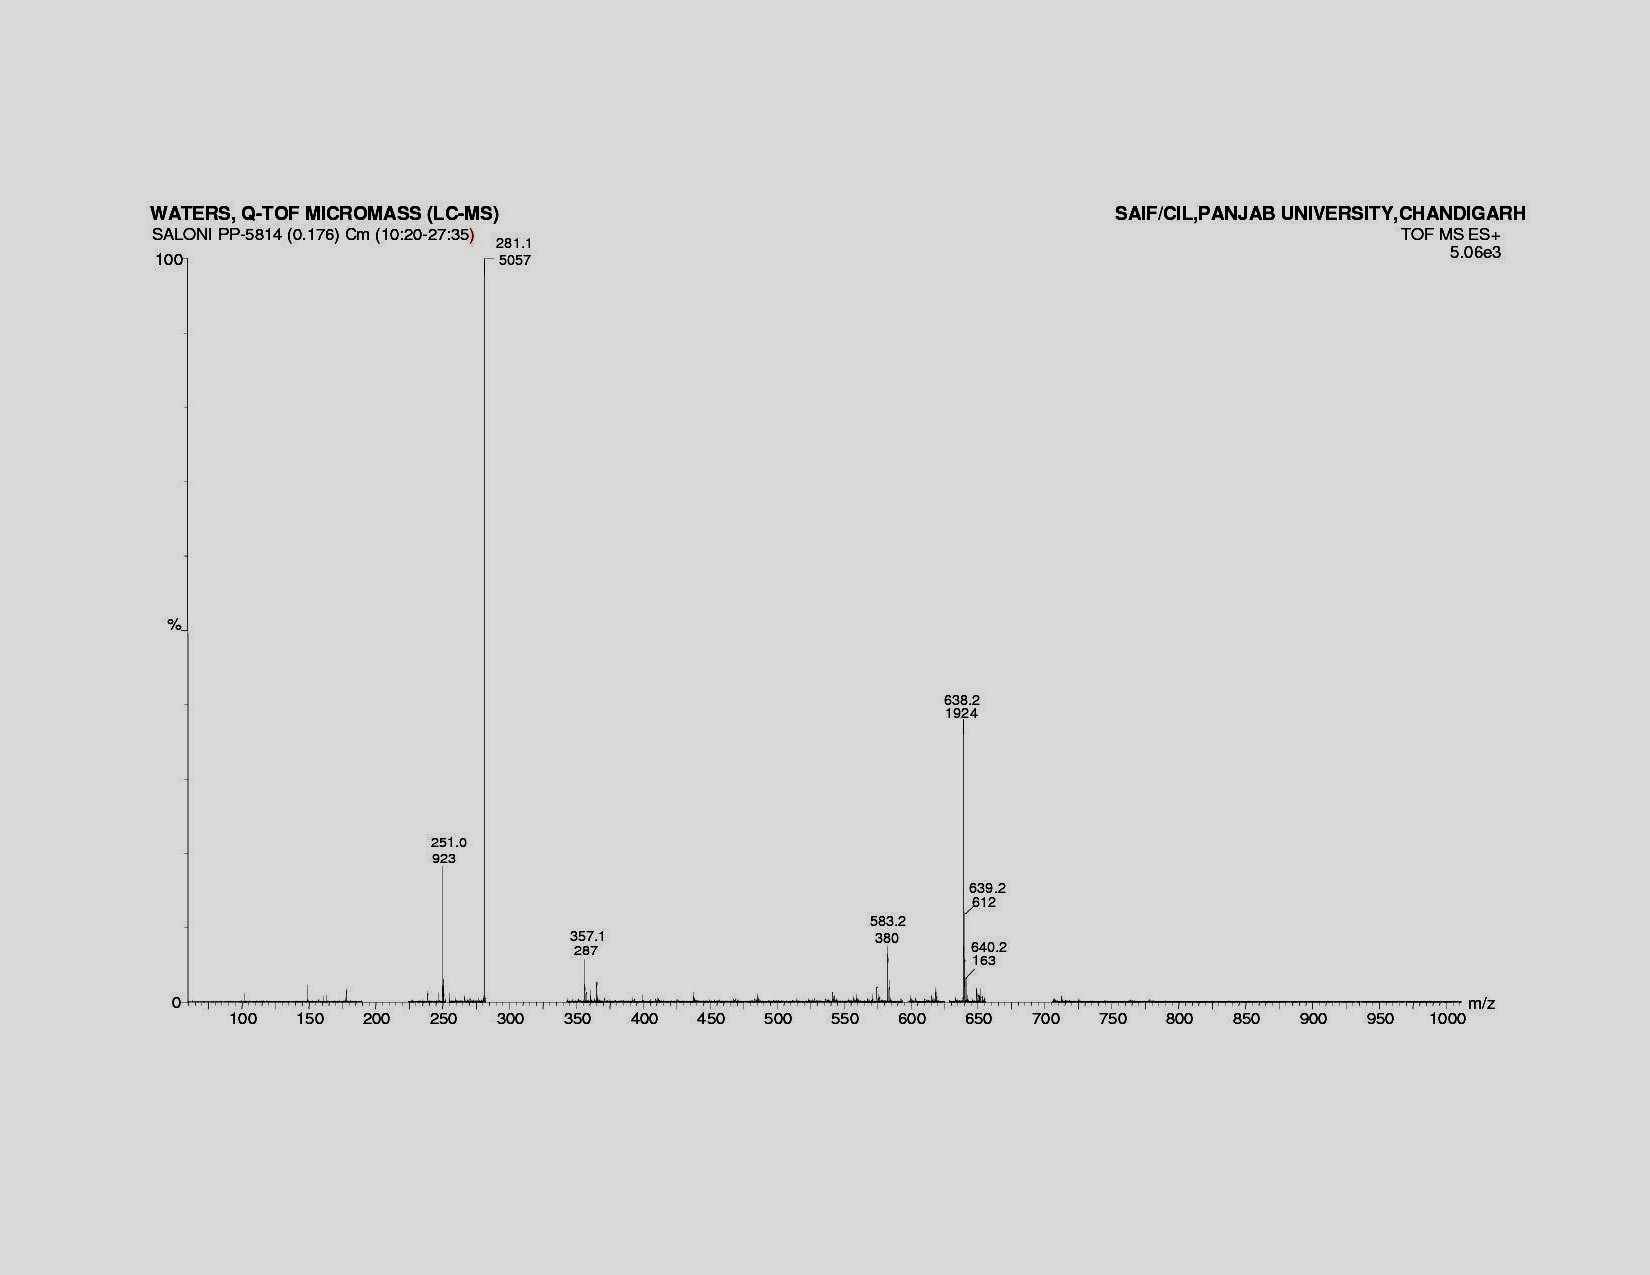 WATERS, Q-TOF MICROMASS (LC-MS)
SAIF/CIL,PANJAB UNIVERSITY,CHANDIGARH
SALONI PP-5814 (0.176) Cm (10:20-27:35)
TOF MS ES+
5.06e3
281.1
5057
100
%
638.2
1924
251.0
923
639.2
612
583.2
380
357.1
287
640.2
163
0
m/z
100 150 200 250 300 350 400 450 500 550 600 650 700 750 800 850 900 950 1000